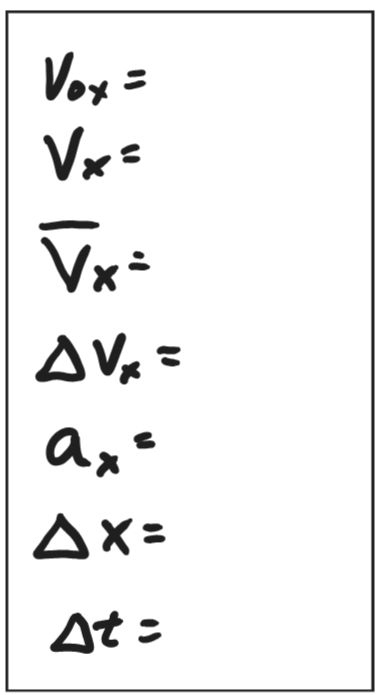 V₀ₓ =
Vₓ =
V̅ₓ =
ΔVₓ =
aₓ =
Δx =
Δt =